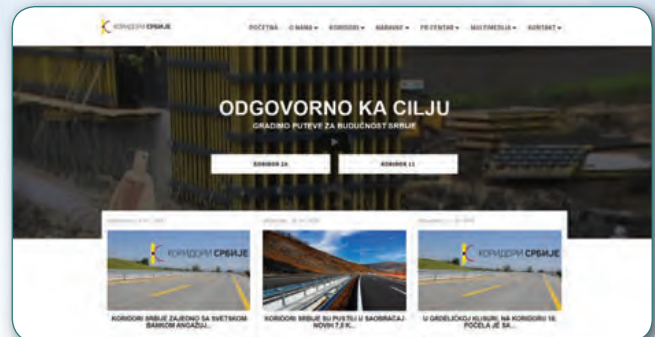 КОРИДОРИ СРБИЈЕ
POČETNA O NAMA KORIDORI NABAVKE PR CENTAR MULTIMEDIJA KONTAKT
ODGOVORNO KA CILJU
GRADIMO PUTEVE ZA BUDUĆNOST SRBIJE
KORIDOR 10 KORIDOR 11
КОРИДОРИ СРБИЈЕ
КОРИДОРИ СРБИЈЕ
KORIDORI SRBIJE ZAJEDNO SA SVETSKOM
BANKOM ANGAŽUJ...
KORIDORI SRBIJE SU PUSTILI U SAOBRAĆAJ
NOVIH 7,5 K...
U GRDELIČKOJ KLISURI, NA KORIDORU 10,
POČELA JE SA...